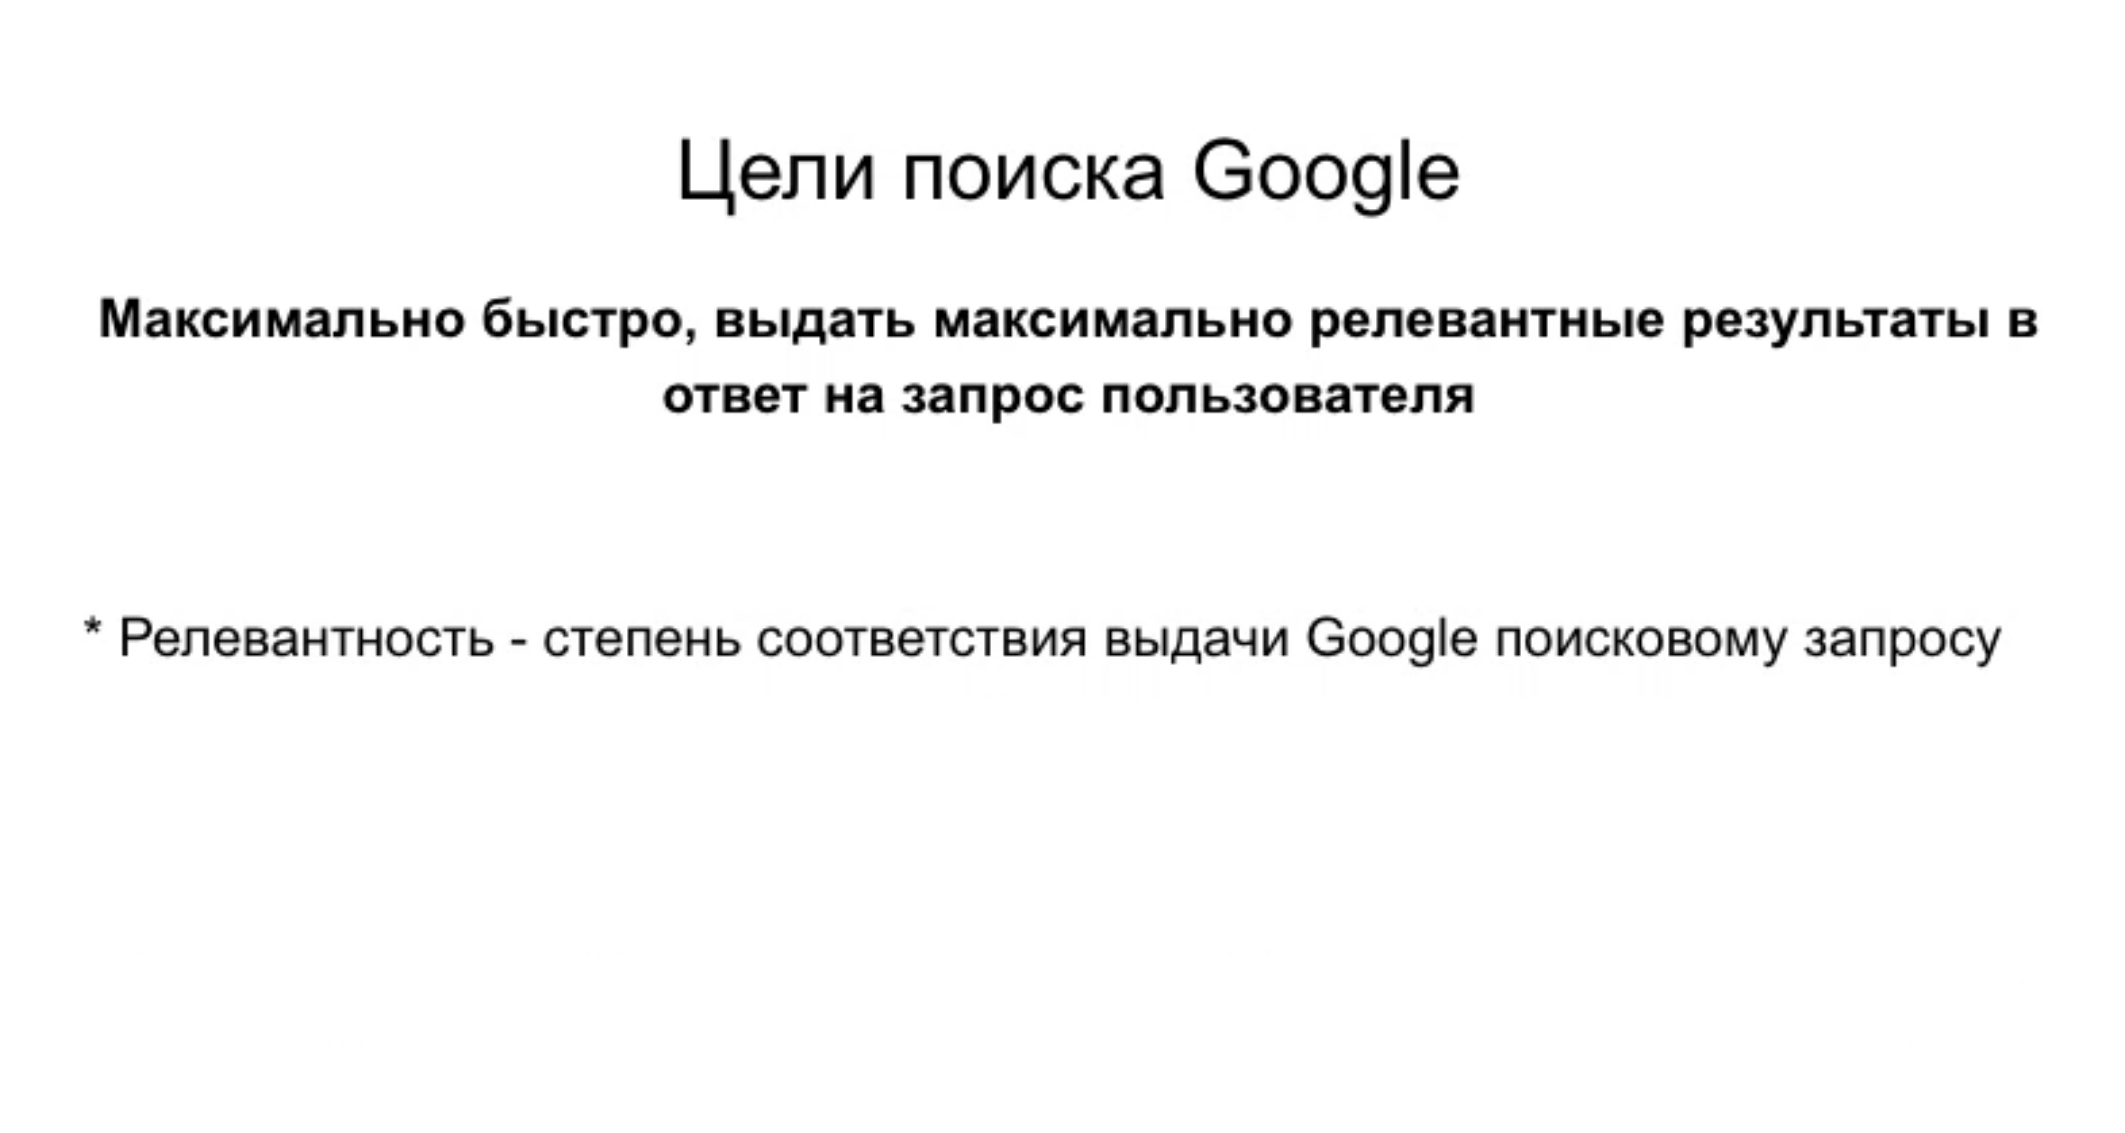 Цели поиска Google
Максимально быстро, выдать максимально релевантные результаты в
ответ на запрос пользователя
* Релевантность - степень соответствия выдачи Google поисковому запросу